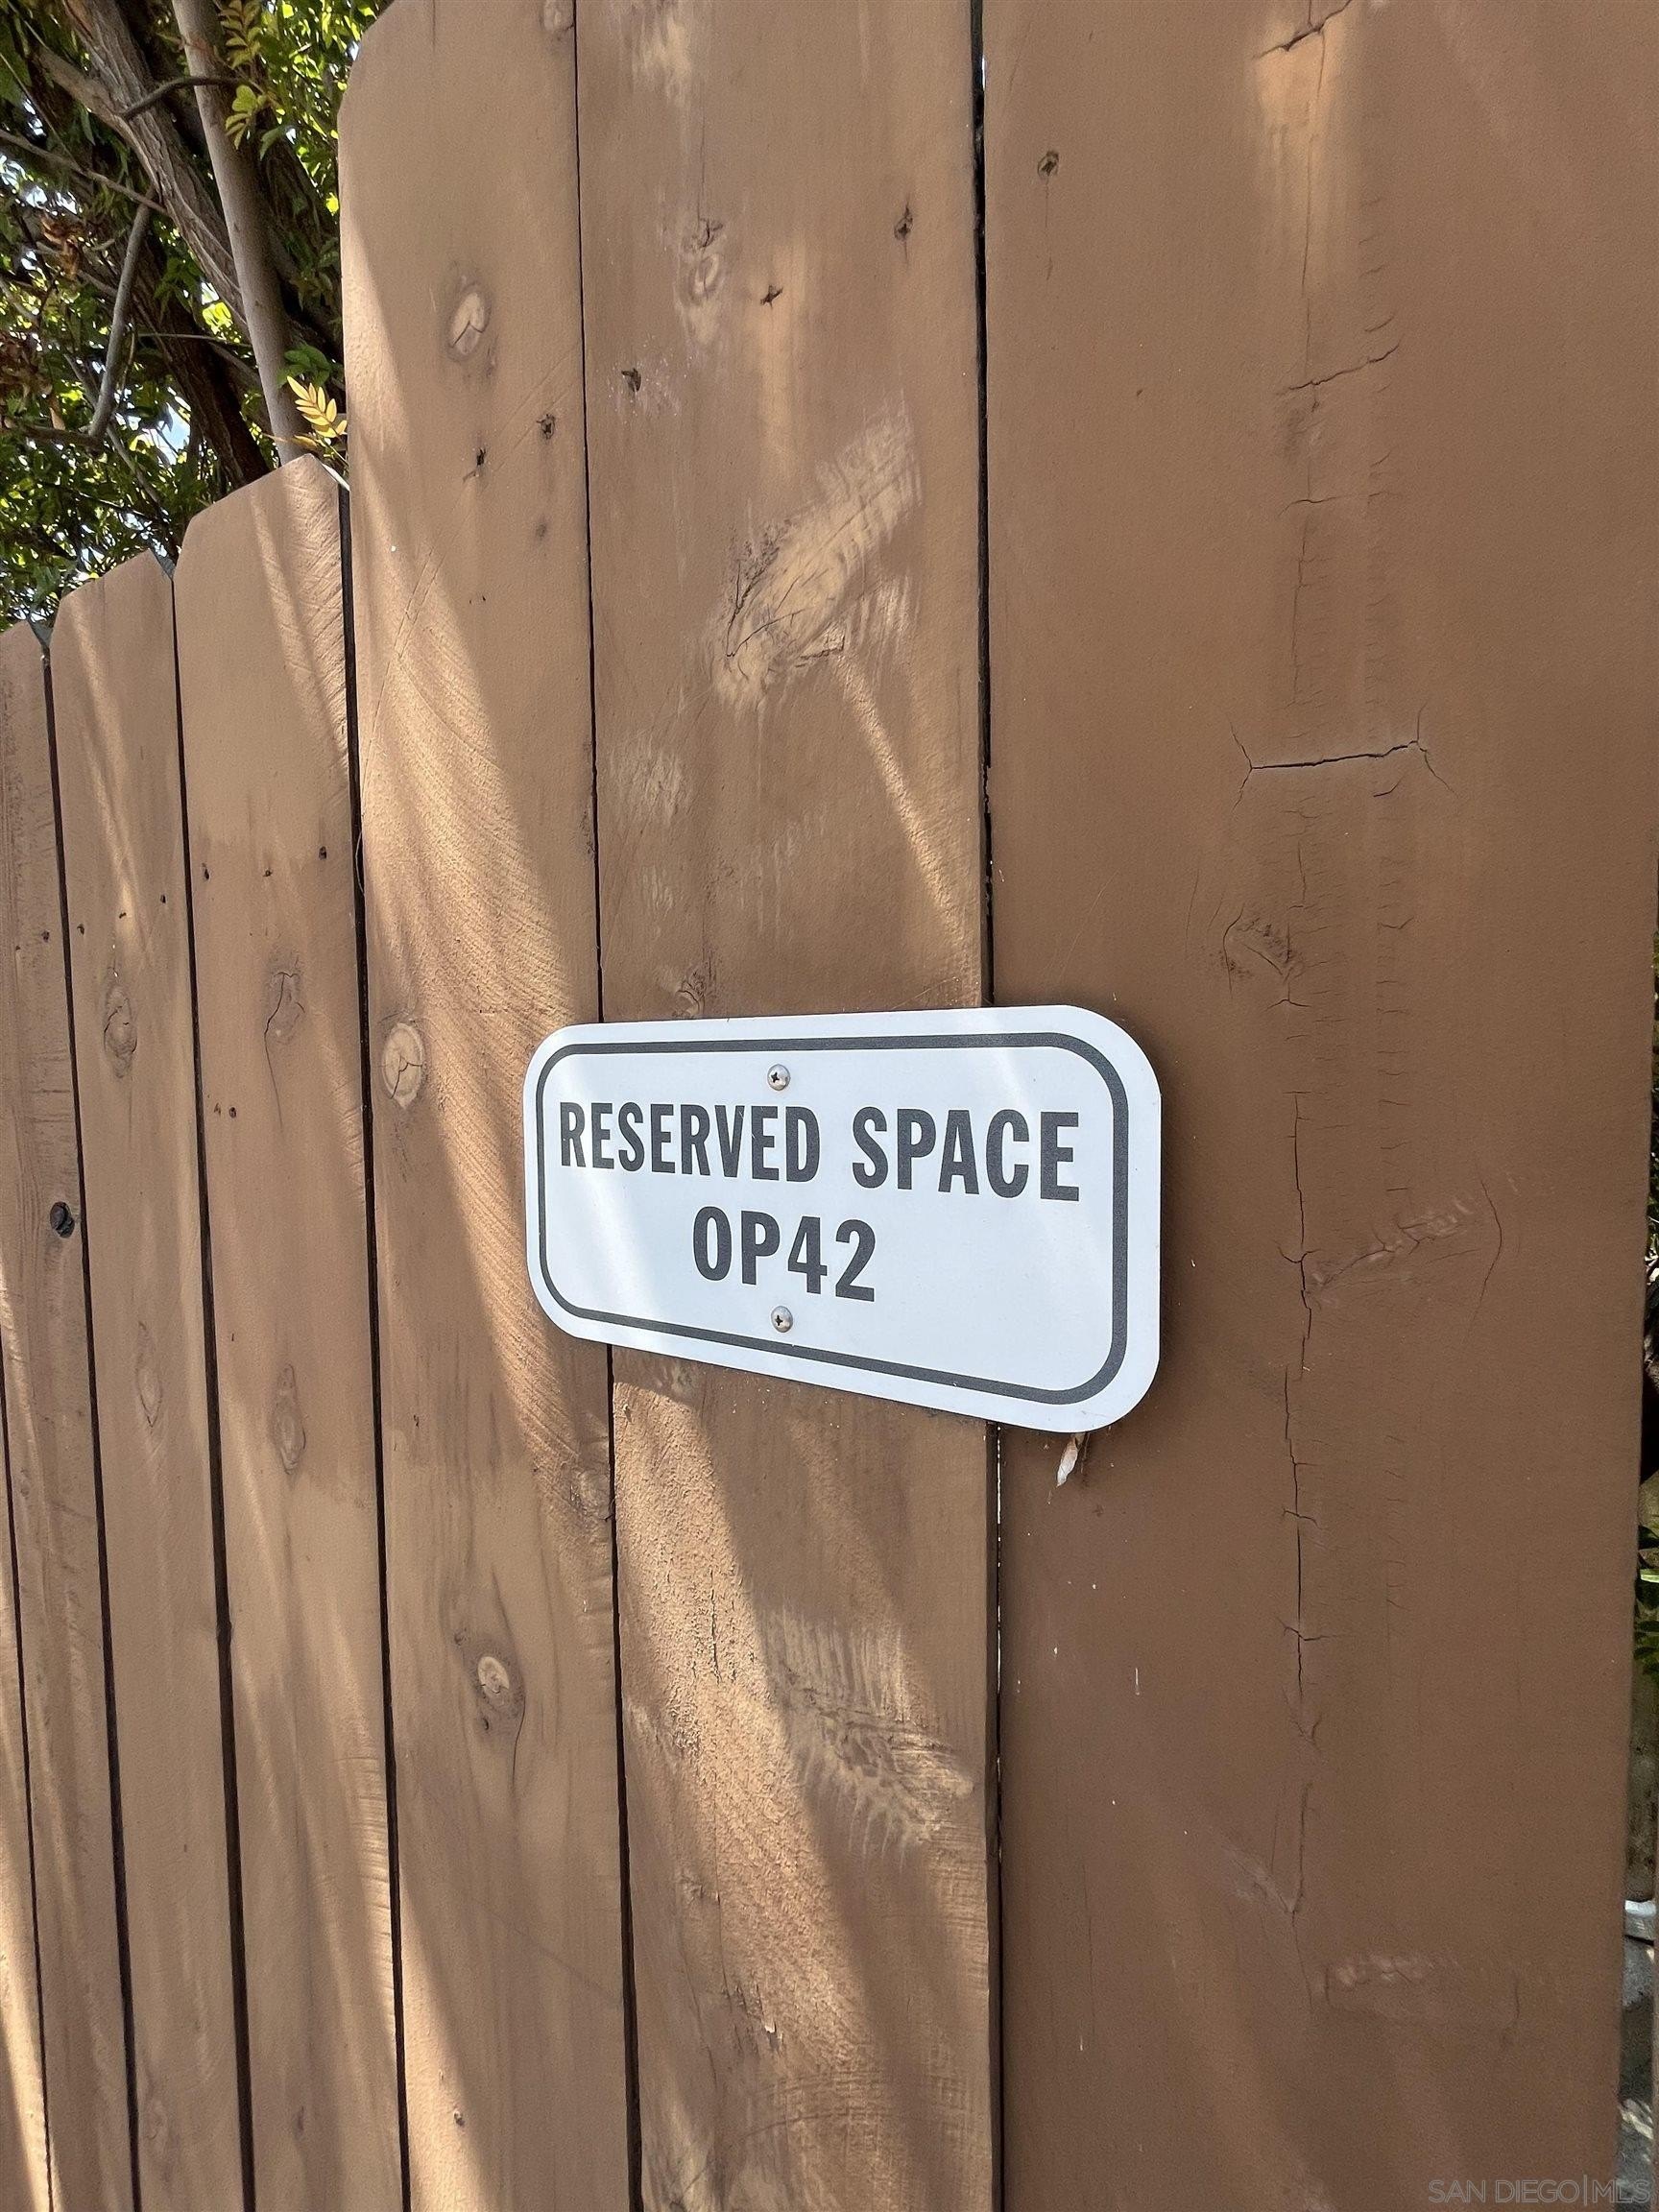 RESERVED SPACE
OP42
SAN DIEGO|MLS